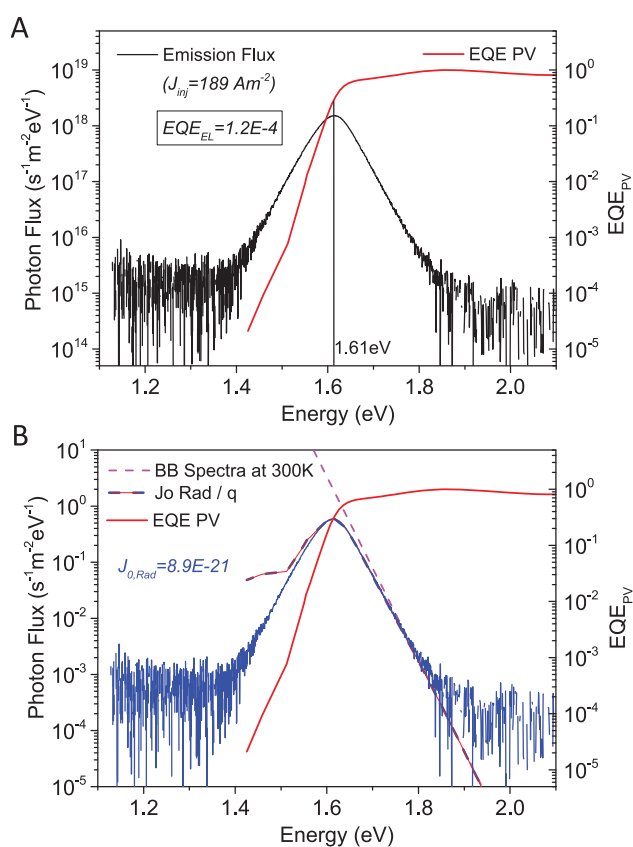 A
Emission Flux
EQE PV
(J_inj=189 Am^-2)
EQE_EL=1.2E-4
10^19
10^18
10^17
10^16
10^15
10^14
Photon Flux (s^-1m^-2eV^-1)
10^0
10^-1
10^-2
10^-3
10^-4
10^-5
EQE_PV
1.61eV
1.2 1.4 1.6 1.8 2.0
Energy (eV)
B
BB Spectra at 300K
Jo Rad / q
EQE PV
J_0,Rad=8.9E-21
10^1
10^0
10^-1
10^-2
10^-3
10^-4
10^-5
Photon Flux (s^-1m^-2eV^-1)
10^0
10^-1
10^-2
10^-3
10^-4
10^-5
EQE_PV
1.2 1.4 1.6 1.8 2.0
Energy (eV)